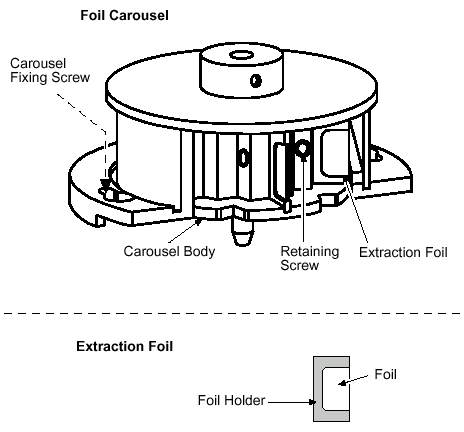 Foil Carousel
Carousel
Fixing Screw
Carousel Body
Retaining
Screw
Extraction Foil
Extraction Foil
Foil
Foil Holder